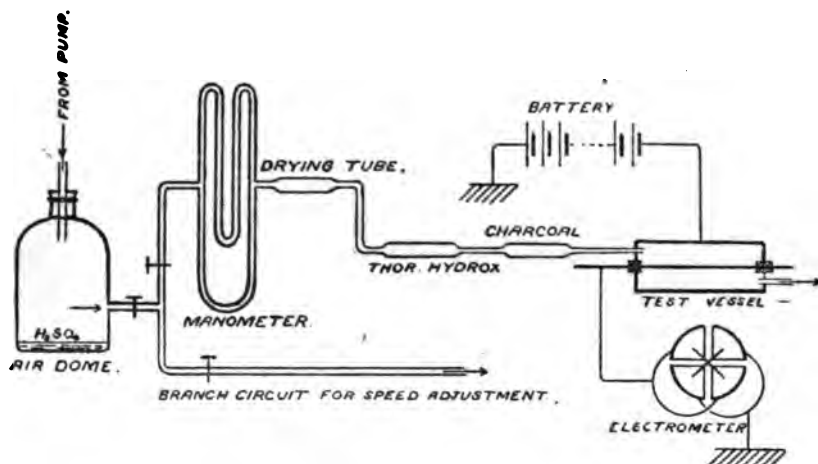 FROM PUMP.
BATTERY
DRYING TUBE.
CHARCOAL
THOR. HYDROX
TEST VESSEL
MANOMETER.
H₂SO₄
AIR DOME.
BRANCH CIRCUIT FOR SPEED ADJUSTMENT.
ELECTROMETER